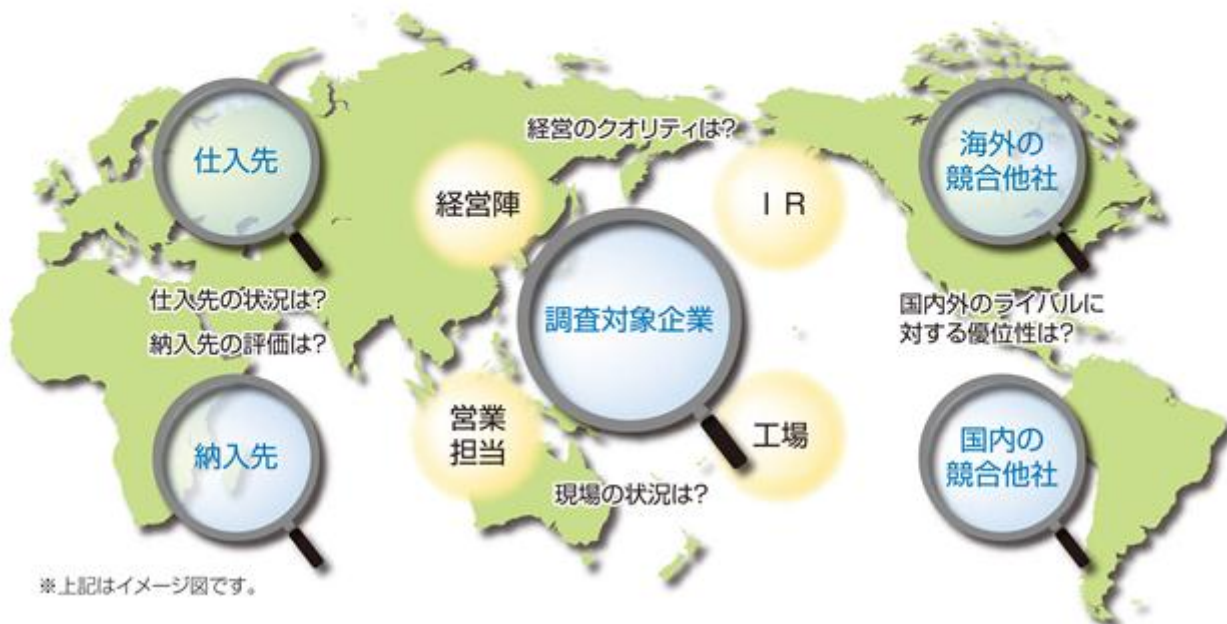 経営のクオリティは?
仕入先
経営陣
I R
海外の
競合他社
仕入先の状況は?
納入先の評価は?
調査対象企業
国内外のライバルに
対する優位性は?
納入先
営業
担当
工場
国内の
競合他社
現場の状況は?
※上記はイメージ図です。